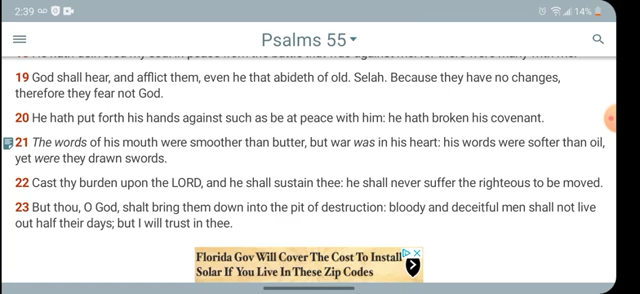 2:39
14%
Psalms 55
19 God shall hear, and afflict them, even he that abideth of old. Selah. Because they have no changes,
therefore they fear not God.
20 He hath put forth his hands against such as be at peace with him: he hath broken his covenant.
21 The words of his mouth were smoother than butter, but war was in his heart: his words were softer than oil,
yet were they drawn swords.
22 Cast thy burden upon the LORD, and he shall sustain thee: he shall never suffer the righteous to be moved.
23 But thou, O God, shalt bring them down into the pit of destruction: bloody and deceitful men shall not live
out half their days; but I will trust in thee.
Florida Gov Will Cover The Cost To Install
Solar If You Live In These Zip Codes